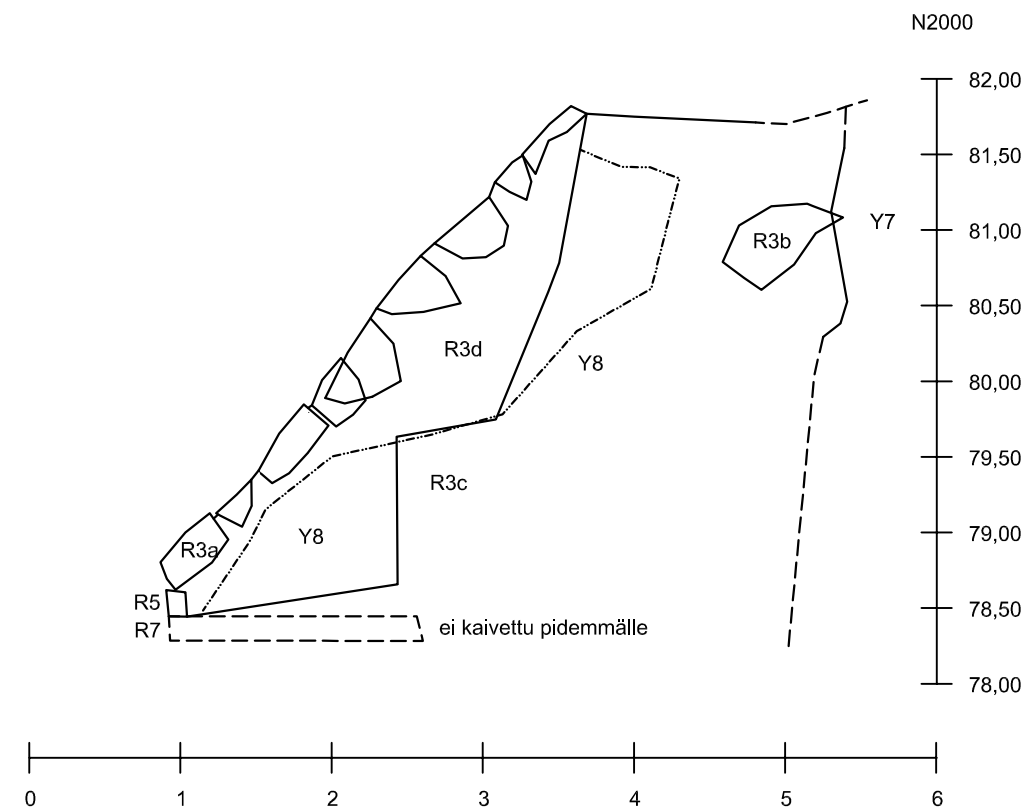 N2000
82,00
81,50
81,00
80,50
80,00
79,50
79,00
78,50
78,00
Y7
R3b
R3d
Y8
R3c
Y8
R3a
R5
R7
ei kaivettu pidemmälle
0 1 2 3 4 5 6